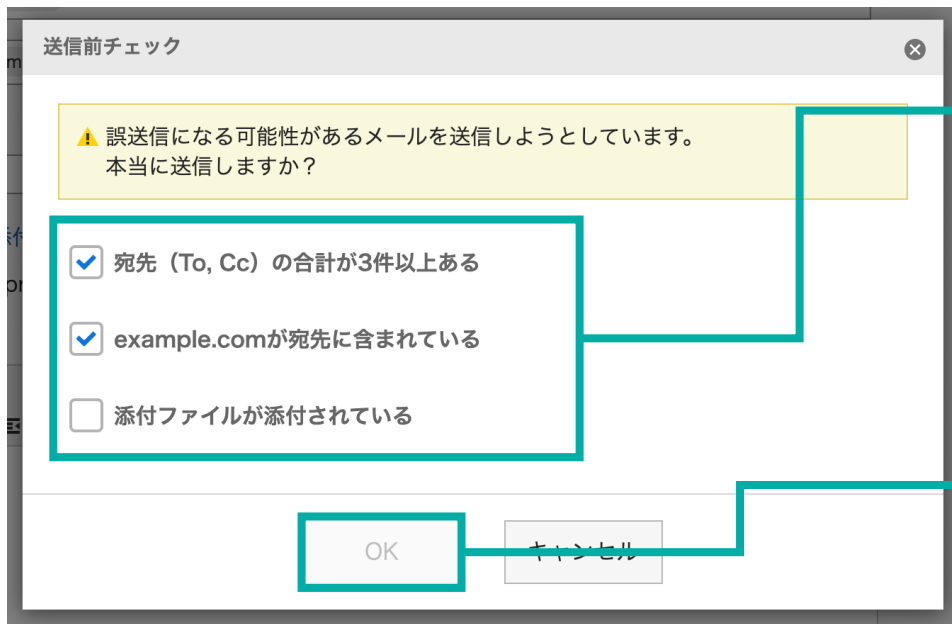 送信前チェック
誤送信になる可能性があるメールを送信しようとしています。
本当に送信しますか？
宛先（To, Cc）の合計が3件以上ある
example.comが宛先に含まれている
添付ファイルが添付されている
OK
キャンセル